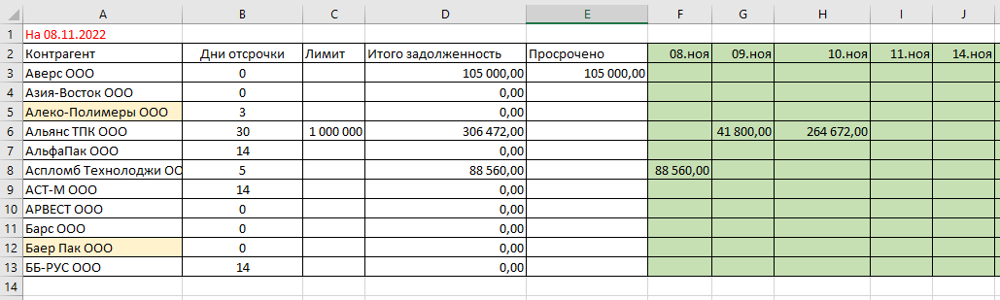 A B C D E F G H I J
1 На 08.11.2022
2 Контрагент Дни отсрочки Лимит Итого задолженность Просрочено 08.ноя 09.ноя 10.ноя 11.ноя 14.ноя
3 Аверс ООО 0 105 000,00 105 000,00
4 Азия-Восток ООО 0 0,00
5 Алеко-Полимеры ООО 3 0,00
6 Альянс ТПК ООО 30 1 000 000 306 472,00 41 800,00 264 672,00
7 АльфаПак ООО 14 0,00
8 Аспломб Технолоджи ОО 5 88 560,00 88 560,00
9 АСТ-М ООО 14 0,00
10 АРВЕСТ ООО 0 0,00
11 Барс ООО 0 0,00
12 Баер Пак ООО 0 0,00
13 ББ-РУС ООО 14 0,00
14